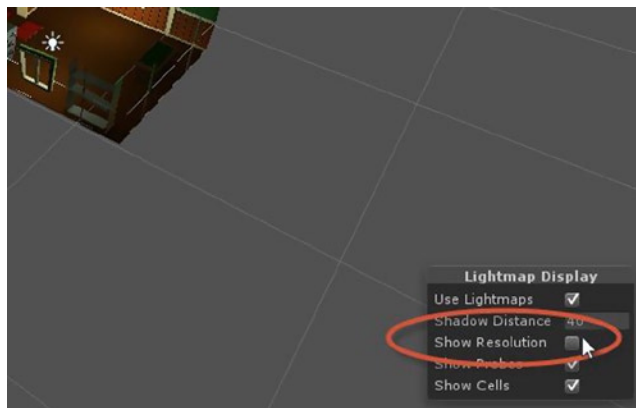 Lightmap Display
Use Lightmaps
Shadow Distance 40
Show Resolution
Show Probes
Show Cells